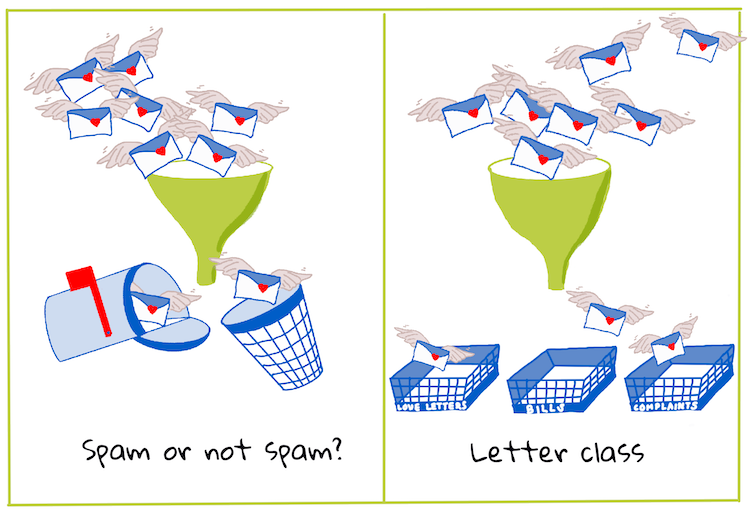 LOVE LETTERS
BILLS
COMPLAINTS
Spam or not spam?
Letter class